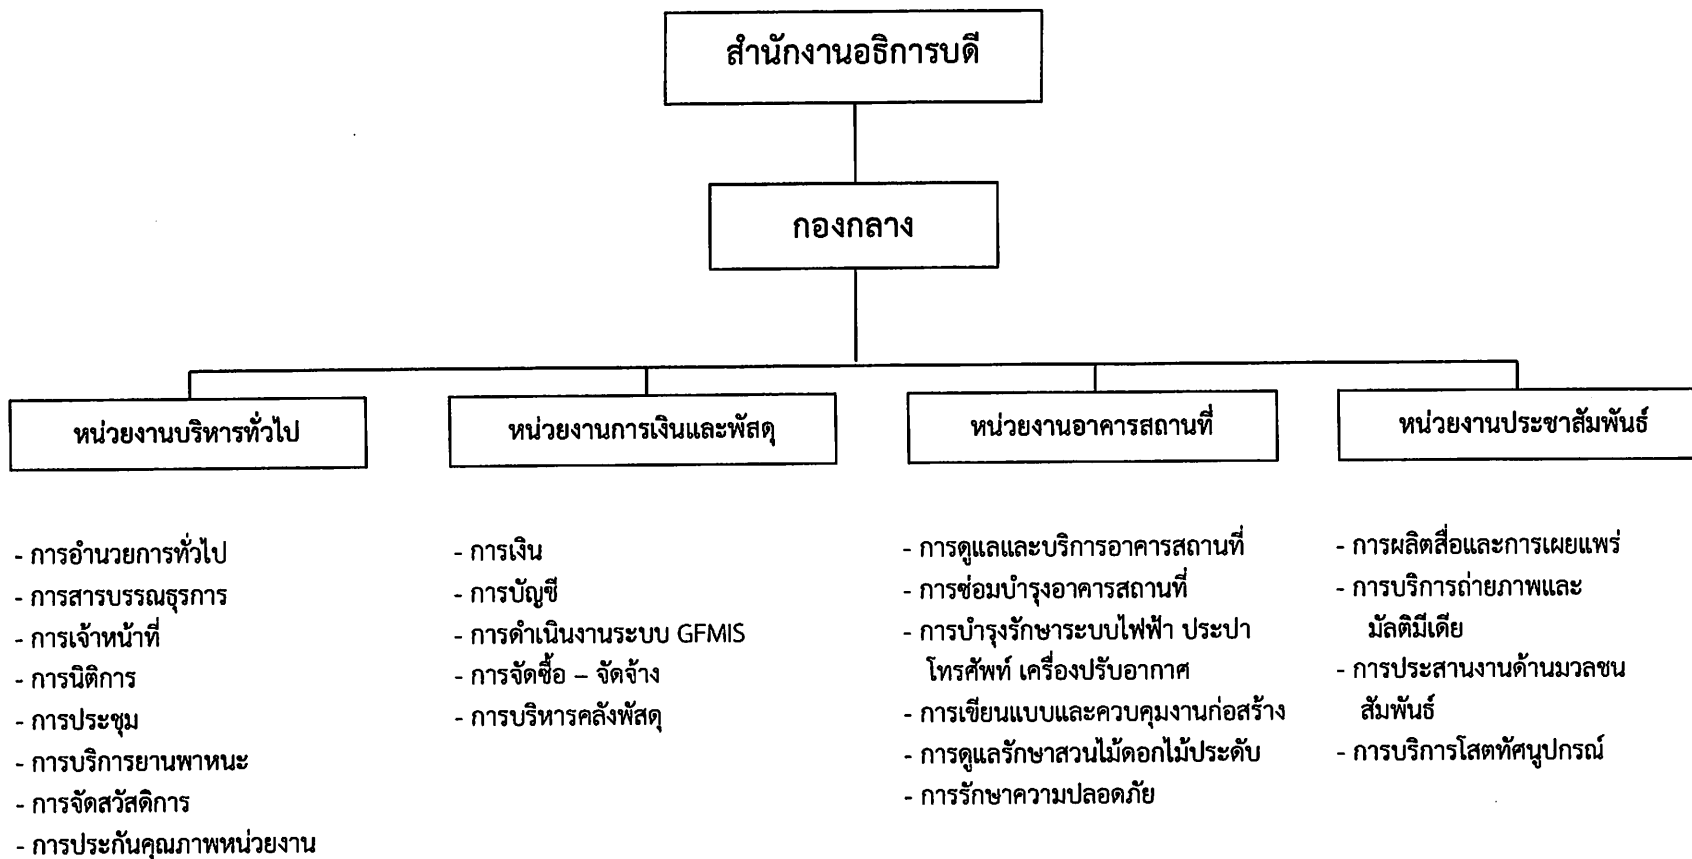 สำนักงานอธิการบดี
กองกลาง
หน่วยงานบริหารทั่วไป
- การอำนวยการทั่วไป
- การสารบรรณธุรการ
- การเจ้าหน้าที่
- การนิติการ
- การประชุม
- การบริการยานพาหนะ
- การจัดสวัสดิการ
- การประกันคุณภาพหน่วยงาน
หน่วยงานการเงินและพัสดุ
- การเงิน
- การบัญชี
- การดำเนินงานระบบ GFMIS
- การจัดซื้อ – จัดจ้าง
- การบริหารคลังพัสดุ
หน่วยงานอาคารสถานที่
- การดูแลและบริการอาคารสถานที่
- การซ่อมบำรุงอาคารสถานที่
- การบำรุงรักษาระบบไฟฟ้า ประปา
โทรศัพท์ เครื่องปรับอากาศ
- การเขียนแบบและควบคุมงานก่อสร้าง
- การดูแลรักษาสวนไม้ดอกไม้ประดับ
- การรักษาความปลอดภัย
หน่วยงานประชาสัมพันธ์
- การผลิตสื่อและการเผยแพร่
- การบริการถ่ายภาพและ
มัลติมีเดีย
- การประสานงานด้านมวลชน
สัมพันธ์
- การบริการโสตทัศนูปกรณ์